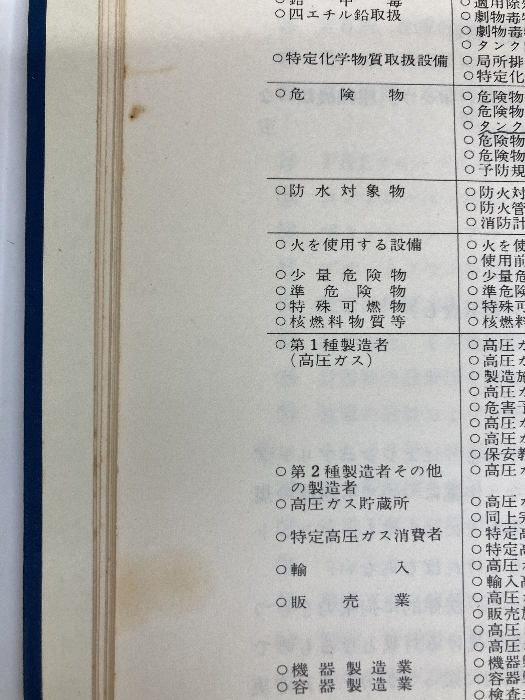 ○四エチル鉛取扱
○特定化学物質取扱設備
○危険物
○防水対象物
○火を使用する設備
○少量危険物
○準危険物
○特殊可燃物
○核燃料物質等
○第1種製造者
(高圧ガス)
○第2種製造者その他
の製造者
○高圧ガス貯蔵所
○特定高圧ガス消費者
○輸入
○販売業
○機器製造業
○容器製造業
○劇物毒
○劇物毒
○タンク
○局所排
○特定化
○危険物
○危険物
○タンク
○危険物
○危険物
○予防規
○防火対
○防火管
○消防計
○火を使
○使用前
○少量危
○準危険
○特殊可
○核燃料
○高圧ガ
○高圧ガ
○製造施
○高圧ガ
○危害予
○高圧ガ
○高圧ガ
○保安教
○高圧ガ
○高圧ガ
○同上完
○特定高
○特定高
○高圧ガ
○輸入高
○高圧ガ
○販売施
○高圧ガ
○高圧ガ
○機器製
○容器
○検査